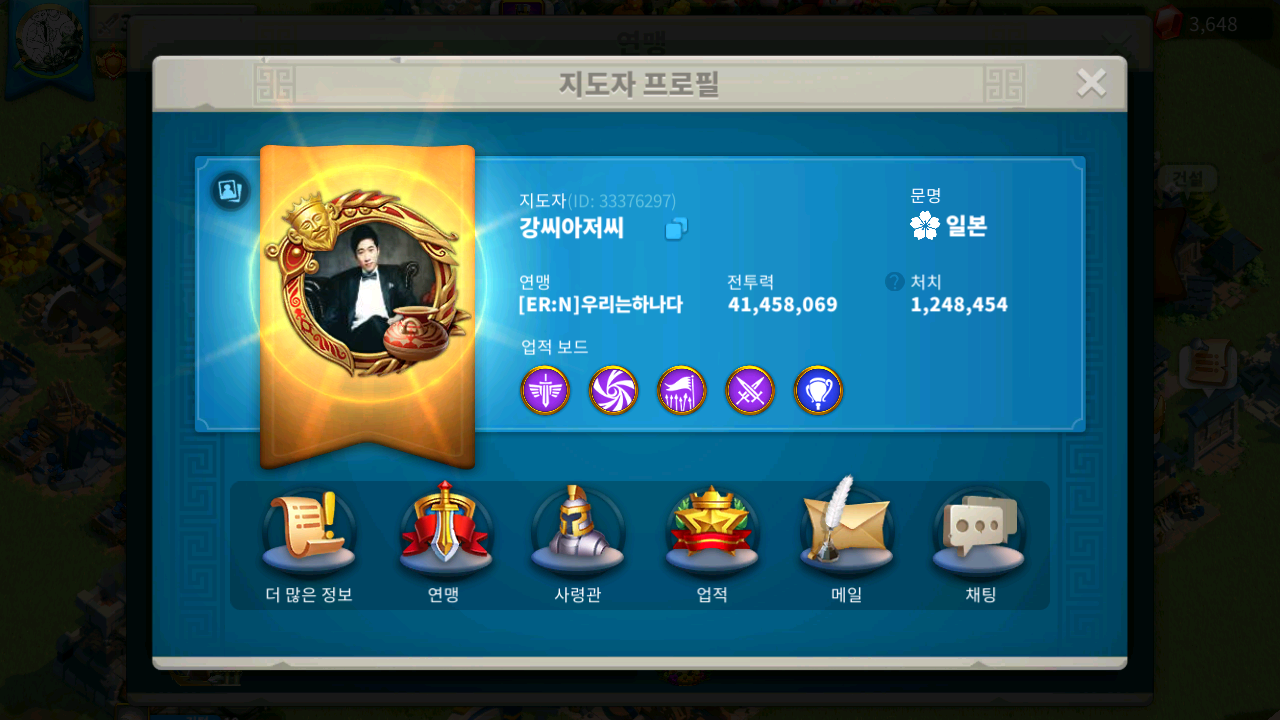 3,648
연맹
지도자 프로필
건설
지도자(ID: 33376297)
강씨아저씨
문명
일본
연맹
[ER:N]우리는하나다
전투력
41,458,069
? 처치
1,248,454
업적 보드
더 많은 정보
연맹
사령관
업적
메일
채팅